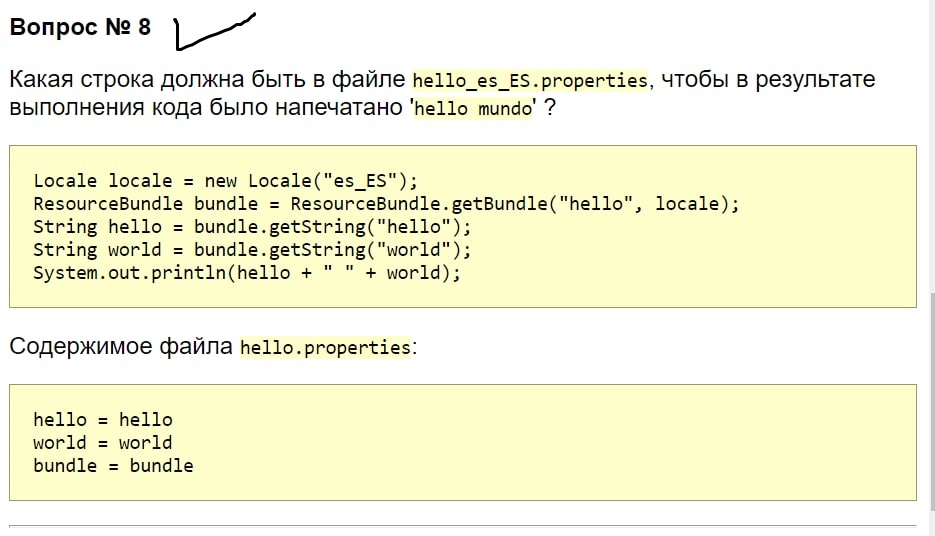 Вопрос № 8
Какая строка должна быть в файле hello_es_ES.properties, чтобы в результате
выполнения кода было напечатано 'hello mundo' ?
Locale locale = new Locale("es_ES");
ResourceBundle bundle = ResourceBundle.getBundle("hello", locale);
String hello = bundle.getString("hello");
String world = bundle.getString("world");
System.out.println(hello + " " + world);
Содержимое файла hello.properties:
hello = hello
world = world
bundle = bundle